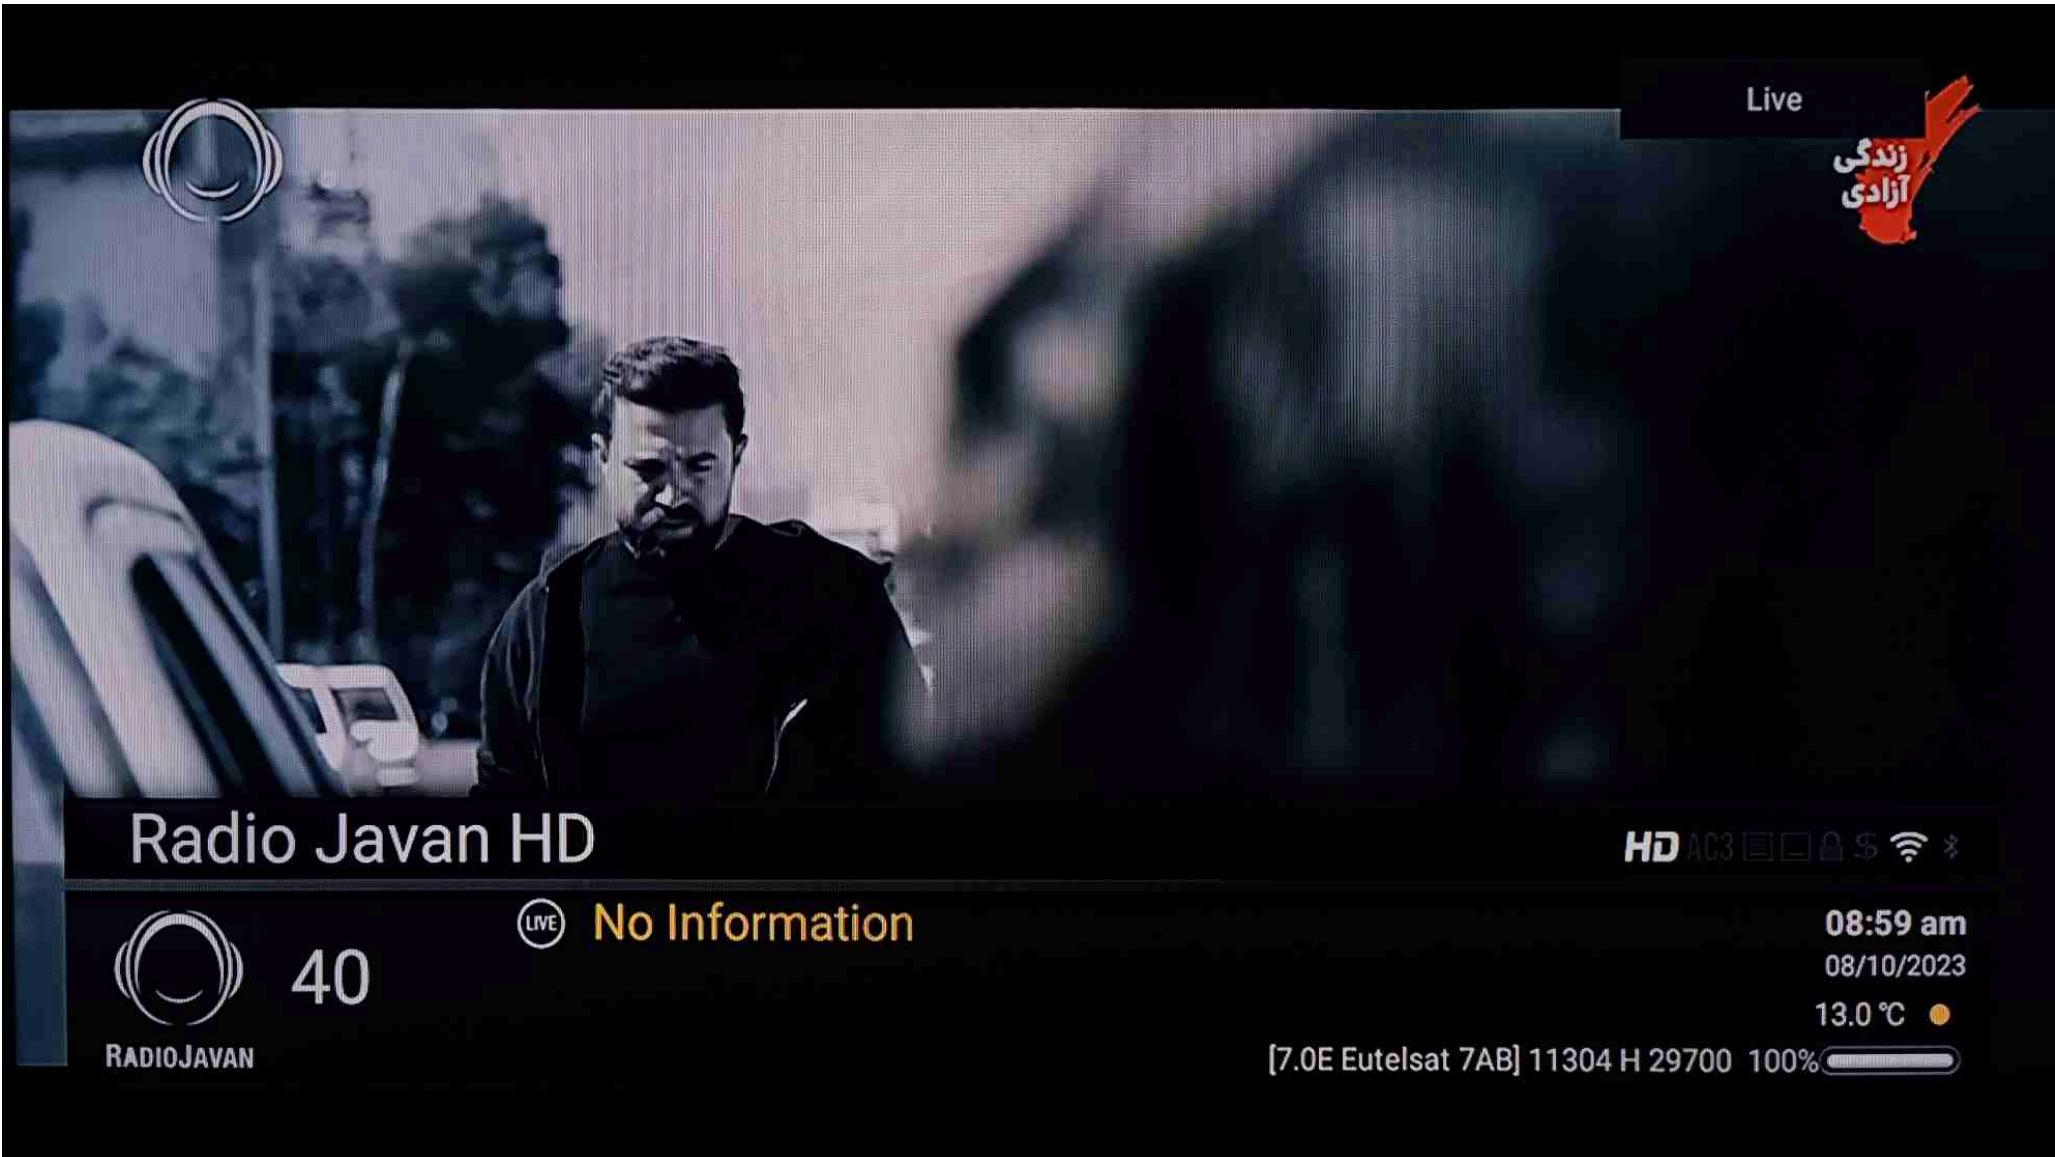 Live
زندگی
آزادی
Radio Javan HD
HD AC3 $
LIVE No Information
40
08:59 am
08/10/2023
13.0 °C
RADIOJAVAN
[7.0E Eutelsat 7AB] 11304 H 29700 100%